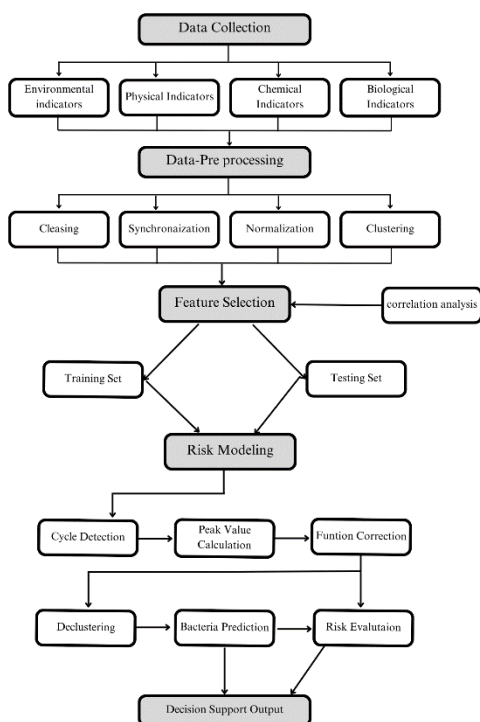 Data Collection
Environmental
indicators
Physical Indicators
Chemical
Indicators
Biological
Indicators
Data-Pre processing
Cleasing
Synchronaization
Normalization
Clustering
Feature Selection
correlation analysis
Training Set
Testing Set
Risk Modeling
Cycle Detection
Peak Value
Calculation
Funtion Correction
Declustering
Bacteria Prediction
Risk Evalutaion
Decision Support Output